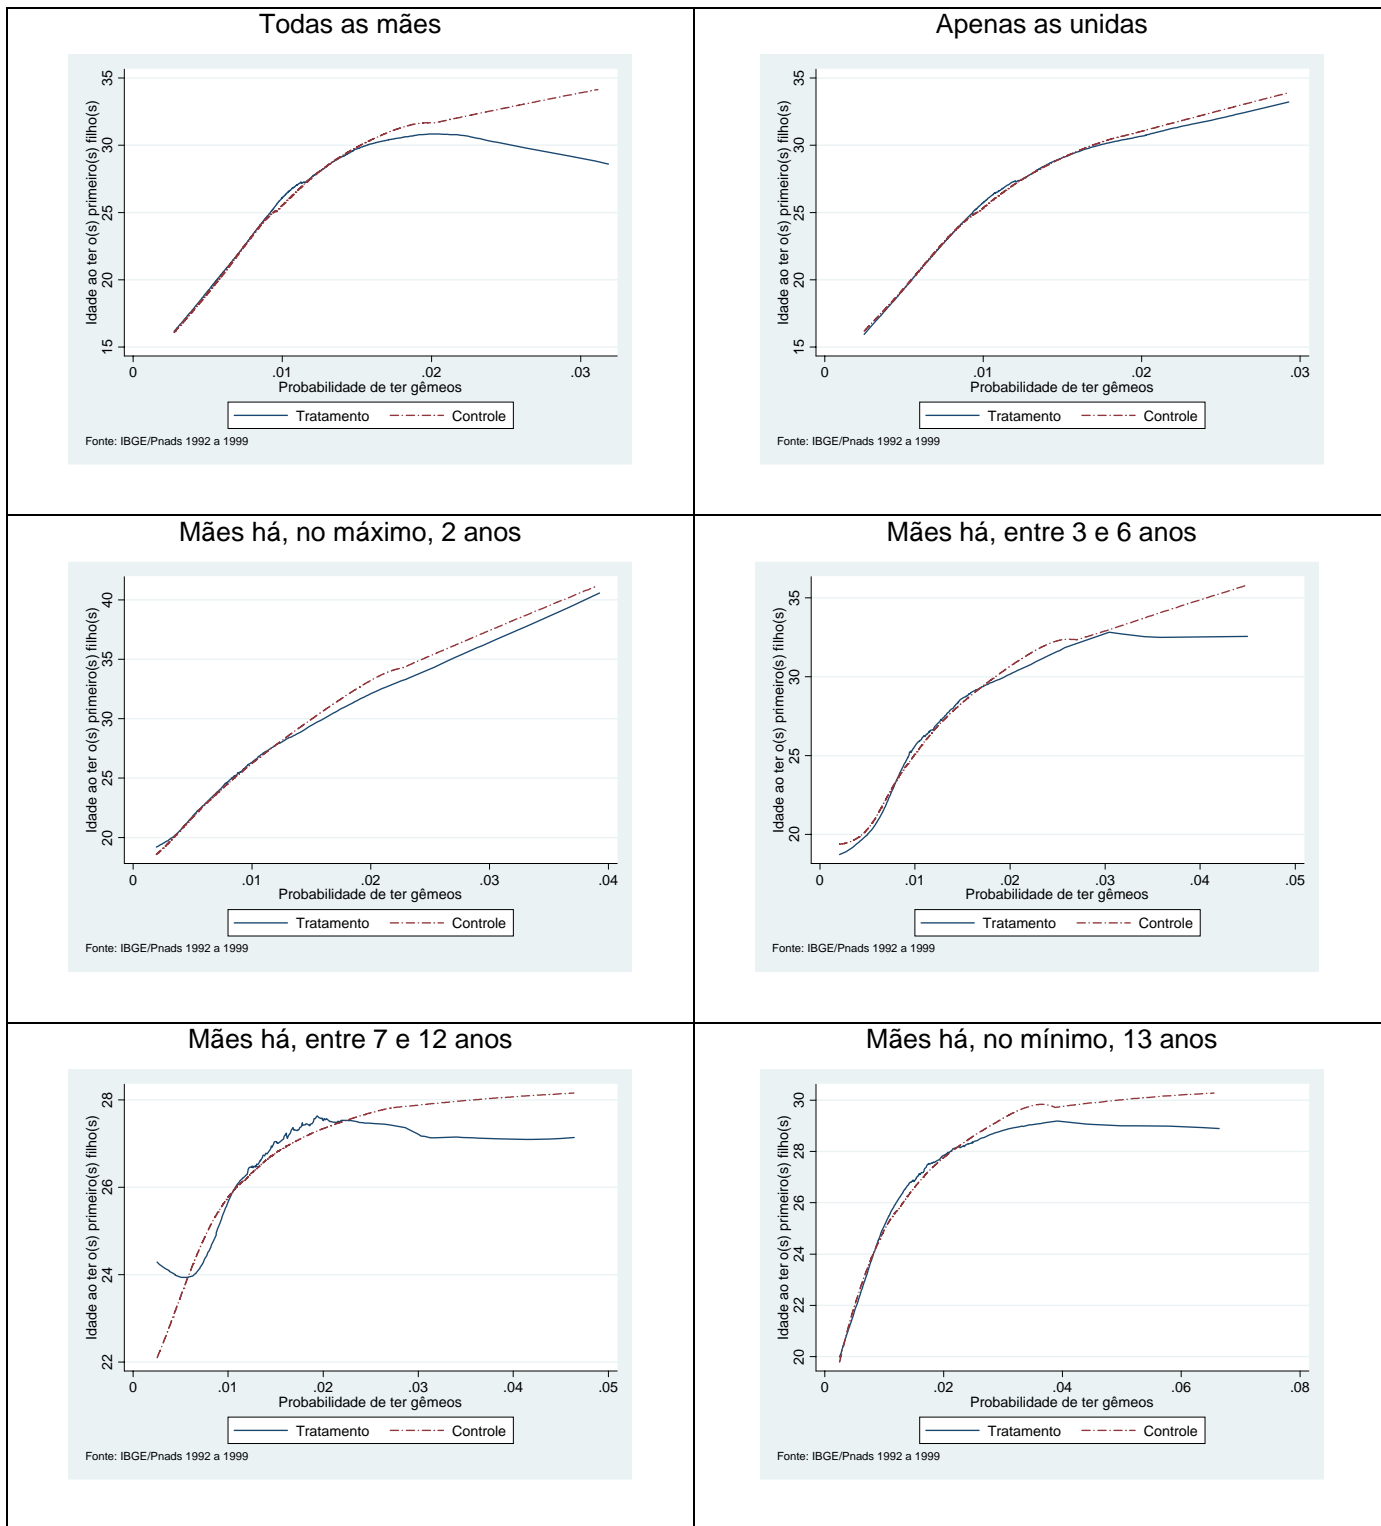 Todas as mães
Idade ao ter o(s) primeiro(s) filho(s)
35
30
25
20
15
0 .01 .02 .03
Probabilidade de ter gêmeos
Tratamento Controle
Fonte: IBGE/Pnads 1992 a 1999
Apenas as unidas
Idade ao ter o(s) primeiro(s) filho(s)
35
30
25
20
15
0 .01 .02 .03
Probabilidade de ter gêmeos
Tratamento Controle
Fonte: IBGE/Pnads 1992 a 1999
Mães há, no máximo, 2 anos
Idade ao ter o(s) primeiro(s) filho(s)
40
35
30
25
20
0 .01 .02 .03 .04
Probabilidade de ter gêmeos
Tratamento Controle
Fonte: IBGE/Pnads 1992 a 1999
Mães há, entre 3 e 6 anos
Idade ao ter o(s) primeiro(s) filho(s)
35
30
25
20
0 .01 .02 .03 .04 .05
Probabilidade de ter gêmeos
Tratamento Controle
Fonte: IBGE/Pnads 1992 a 1999
Mães há, entre 7 e 12 anos
Idade ao ter o(s) primeiro(s) filho(s)
28
26
24
22
0 .01 .02 .03 .04 .05
Probabilidade de ter gêmeos
Tratamento Controle
Fonte: IBGE/Pnads 1992 a 1999
Mães há, no mínimo, 13 anos
Idade ao ter o(s) primeiro(s) filho(s)
30
28
26
24
22
20
0 .02 .04 .06 .08
Probabilidade de ter gêmeos
Tratamento Controle
Fonte: IBGE/Pnads 1992 a 1999